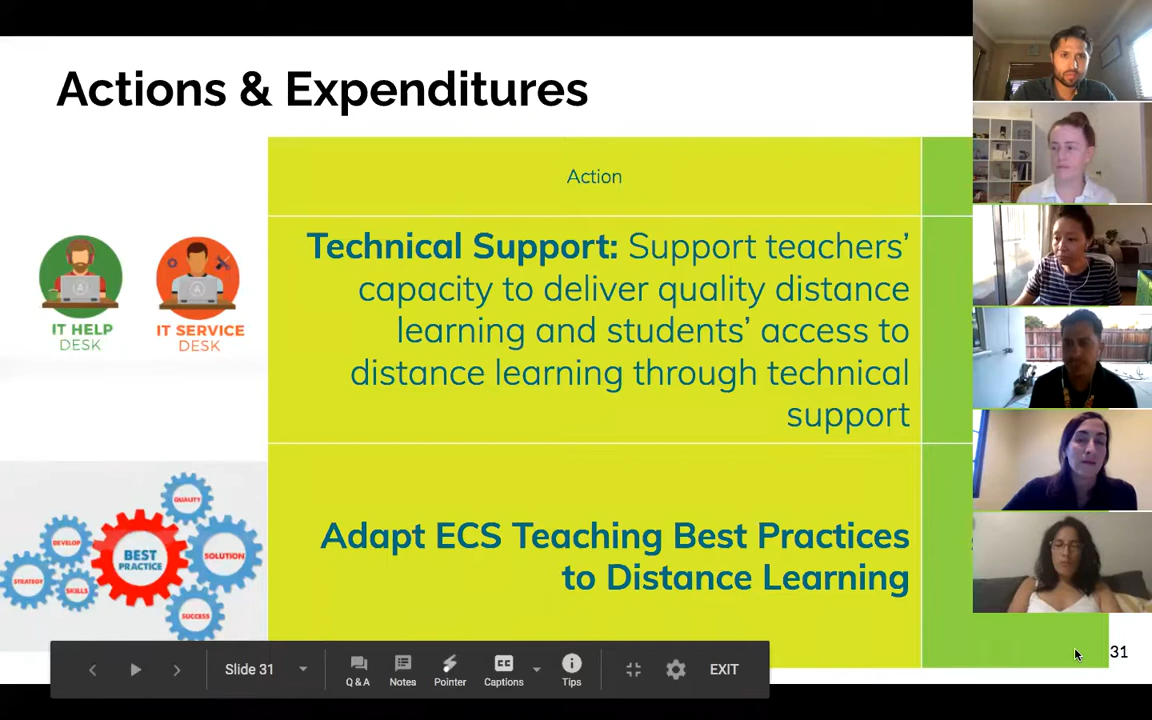 Actions & Expenditures
Action
Technical Support: Support teachers’
capacity to deliver quality distance
learning and students’ access to
distance learning through technical
support
IT HELP
DESK
IT SERVICE
DESK
Adapt ECS Teaching Best Practices
to Distance Learning
QUALITY
DEVELOP
BEST
PRACTICE
SOLUTION
STRATEGY
SKILLS
SUCCESS
31
Slide 31
Q & A
Notes
Pointer
CC
Captions
Tips
EXIT